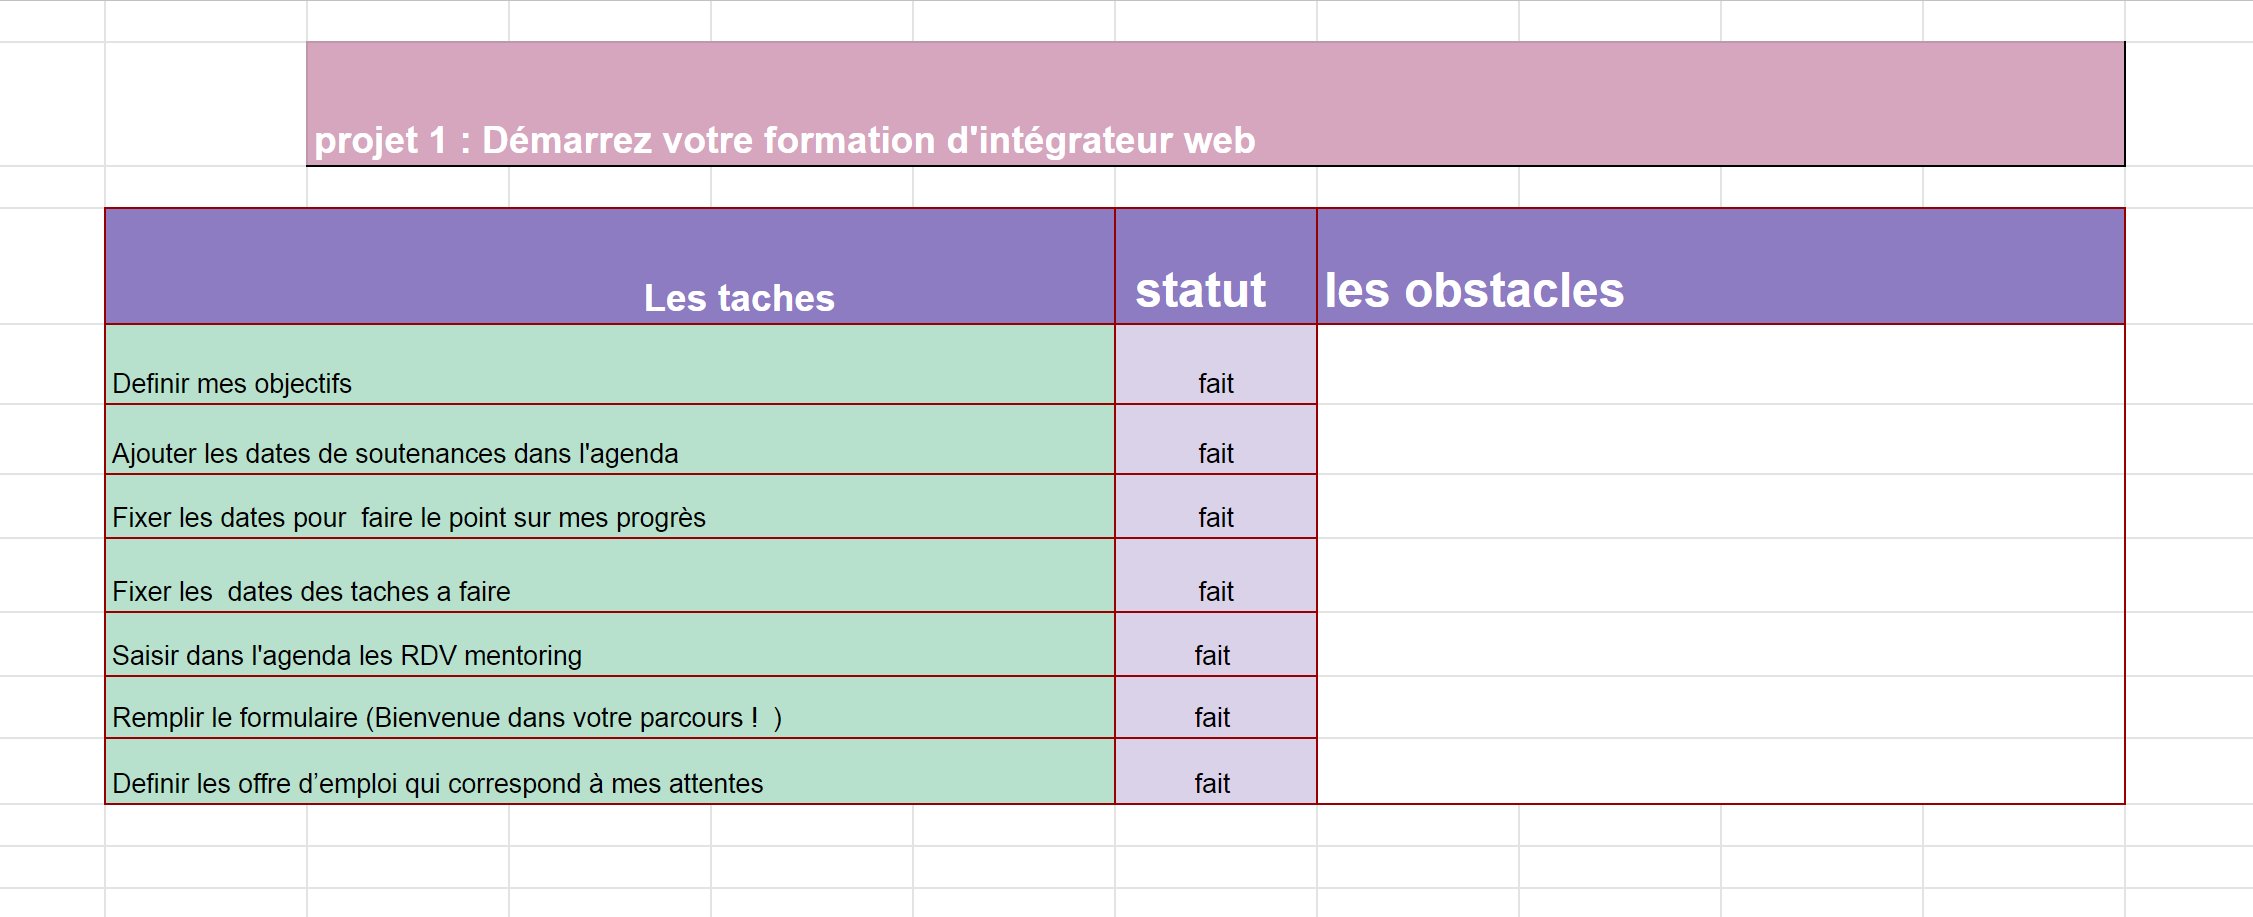 projet 1 : Démarrez votre formation d'intégrateur web
Les taches statut les obstacles
Definir mes objectifs fait
Ajouter les dates de soutenances dans l'agenda fait
Fixer les dates pour  faire le point sur mes progrès fait
Fixer les  dates des taches a faire fait
Saisir dans l'agenda les RDV mentoring fait
Remplir le formulaire (Bienvenue dans votre parcours !  ) fait
Definir les offre d’emploi qui correspond à mes attentes fait